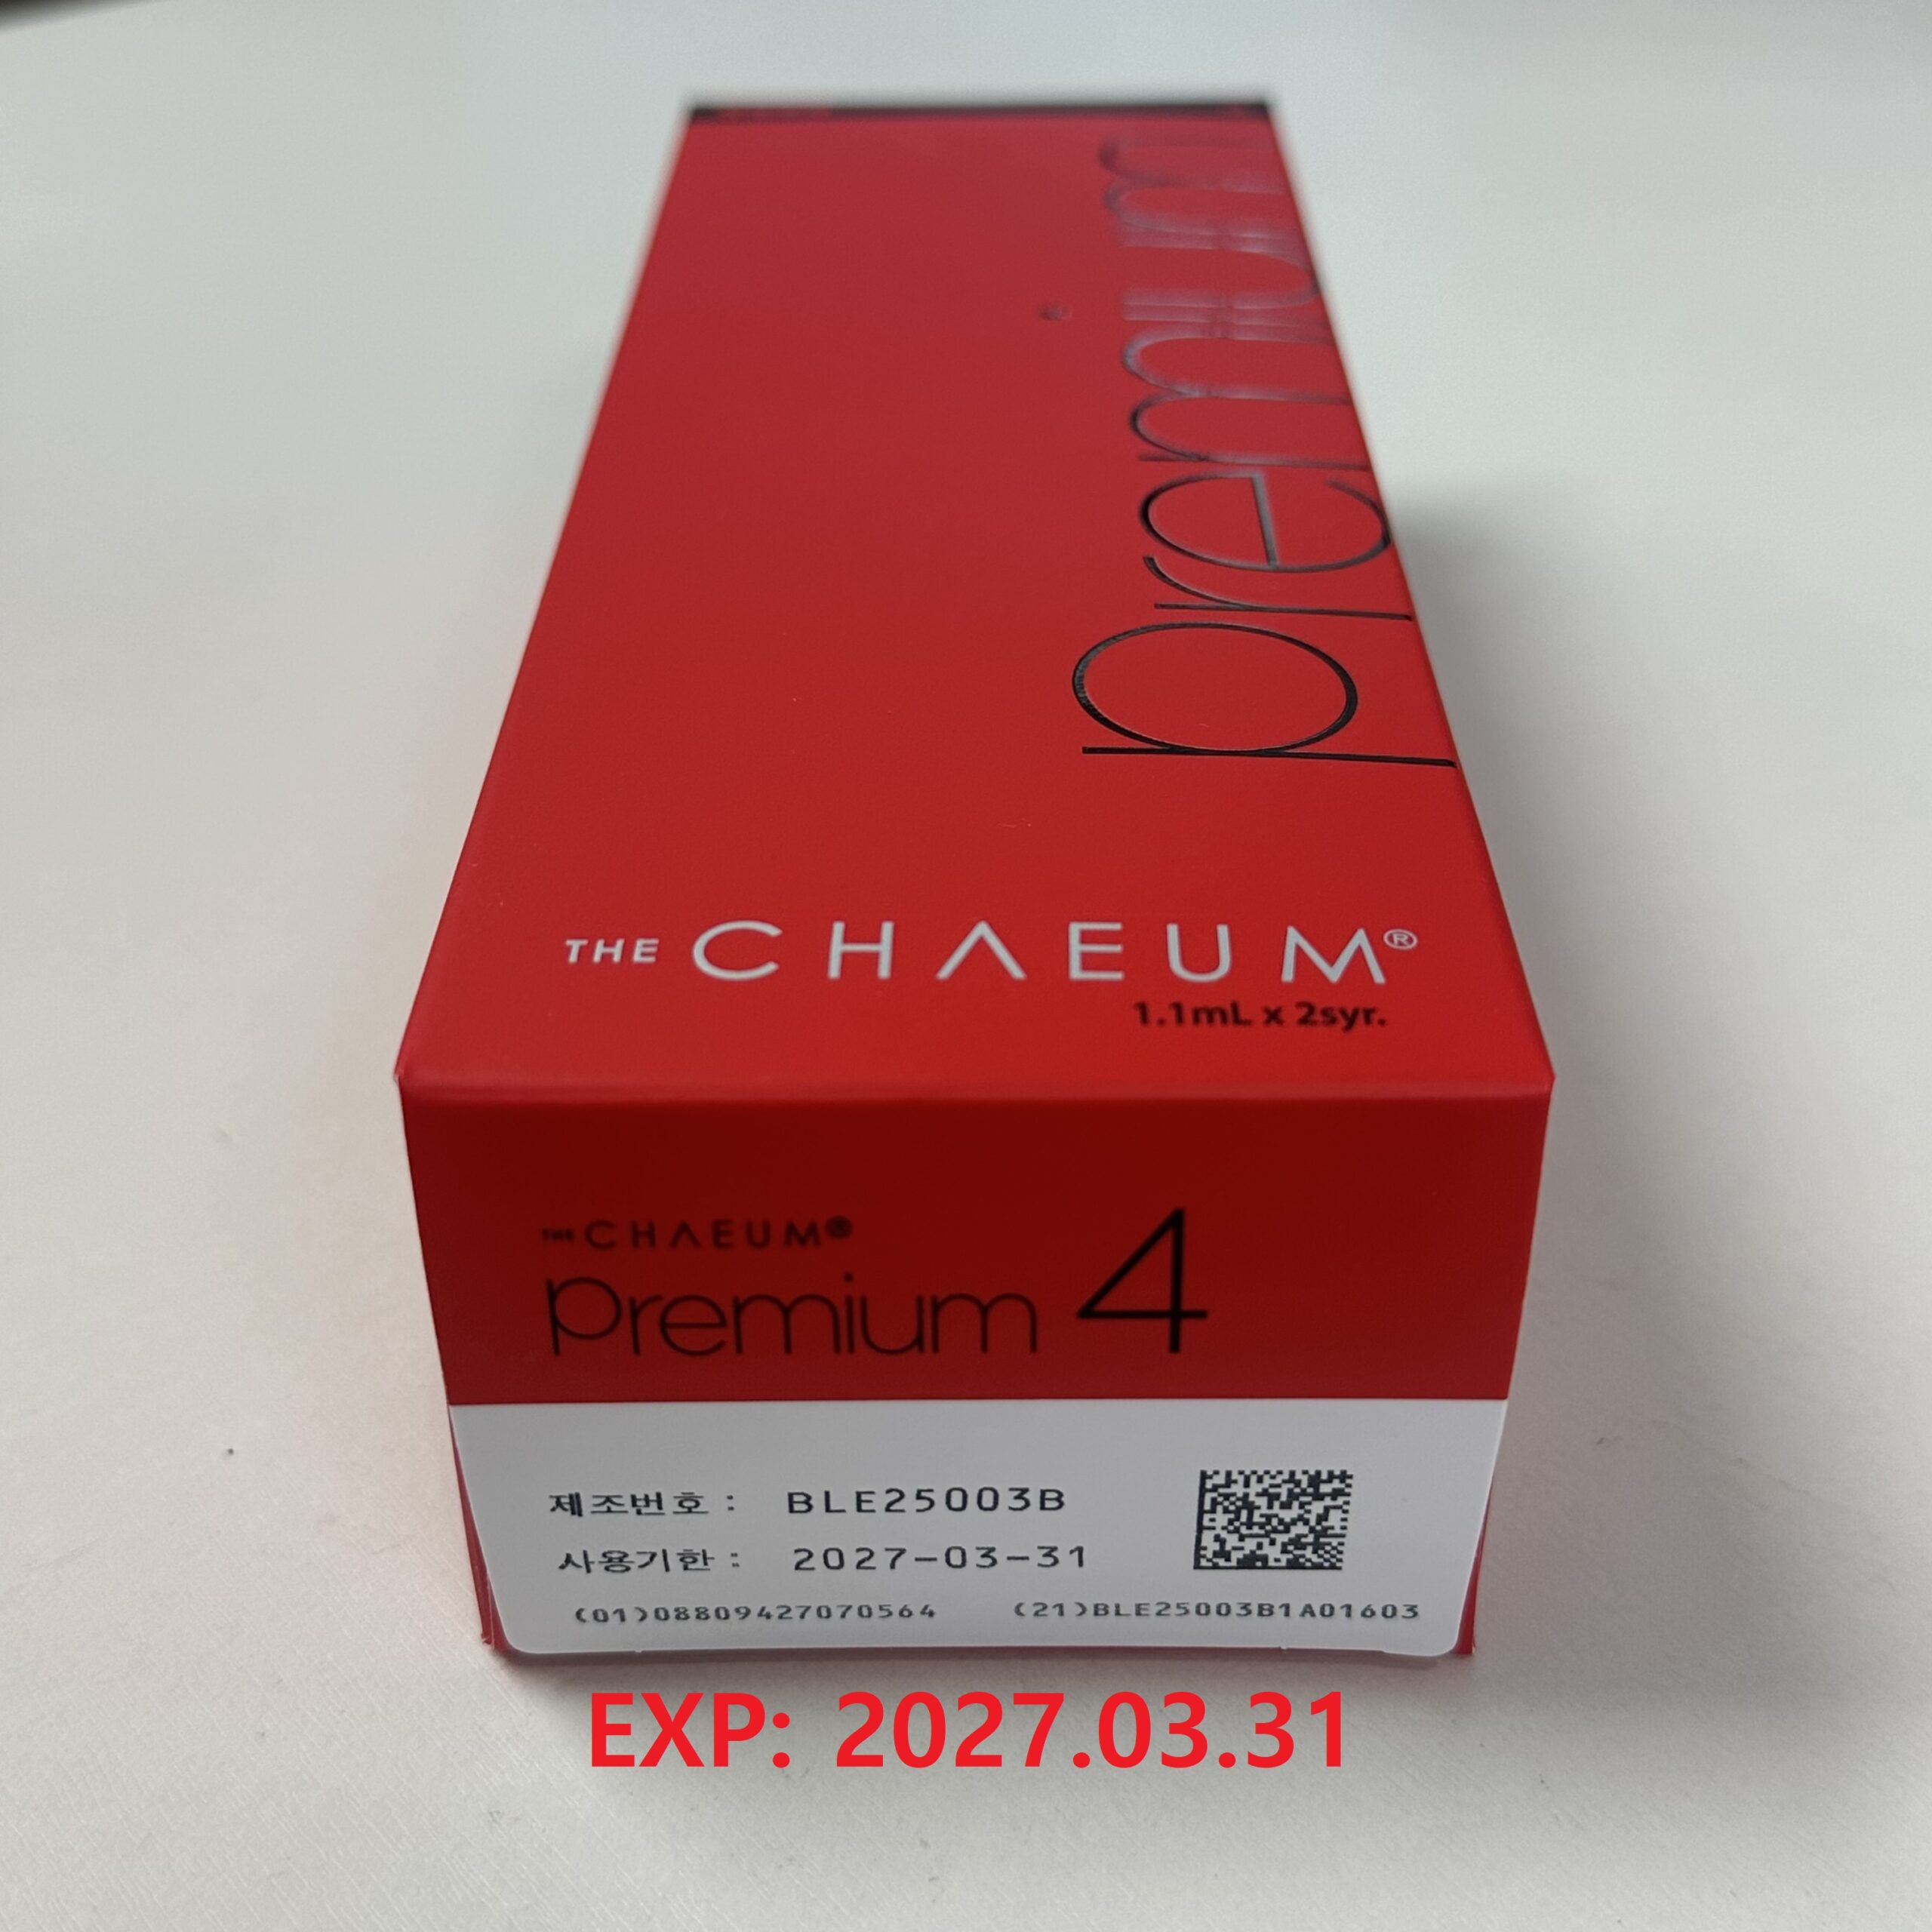 premium
THE CHAEUM®
1.1mL x 2syr.
THE CHAEUM®
premium 4
제조번호 : BLE25003B
사용기한 : 2027-03-31
(01)08809427070564 (21)BLE25003B1A01603
EXP: 2027.03.31